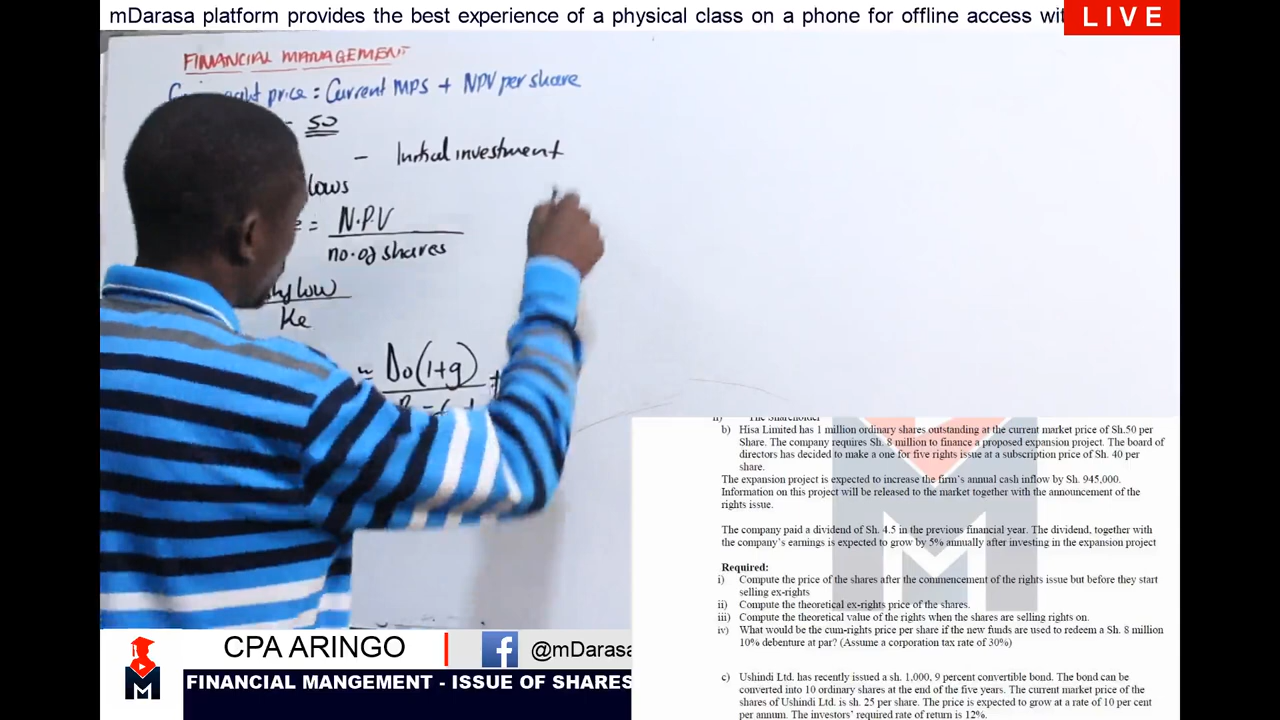 mDarasa platform provides the best experience of a physical class on a phone for offline access
LIVE
FINANCIAL MANAGEMENT
price = Current MPS + NPV per share
= 50
- Initial investment
lows
= N.P.V
no. of shares
Ke
= Do(1+g)
b) Hisa Limited has 1 million ordinary shares outstanding at the current market price of Sh.50 per
Share. The company requires Sh. 8 million to finance a proposed expansion project. The board of
directors has decided to make a one for five rights issue at a subscription price of Sh. 40 per
share.
The expansion project is expected to increase the firm's annual cash inflow by Sh. 945,000.
Information on this project will be released to the market together with the announcement of the
rights issue.
The company paid a dividend of Sh. 4.5 in the previous financial year. The dividend, together with
the company's earnings is expected to grow by 5% annually after investing in the expansion project
Required:
i) Compute the price of the shares after the commencement of the rights issue but before they start
selling ex-rights
ii) Compute the theoretical ex-rights price of the shares.
iii) Compute the theoretical value of the rights when the shares are selling rights on.
iv) What would be the cum-rights price per share if the new funds are used to redeem a Sh. 8 million
10% debenture at par? (Assume a corporation tax rate of 30%)
c) Ushindi Ltd. has recently issued a sh. 1,000, 9 percent convertible bond. The bond can be
converted into 10 ordinary shares at the end of the five years. The current market price of the
shares of Ushindi Ltd. is sh. 25 per share. The price is expected to grow at a rate of 10 per cent
per annum. The investors' required rate of return is 12%.
CPA ARINGO
f @mDarasa
FINANCIAL MANGEMENT - ISSUE OF SHARES